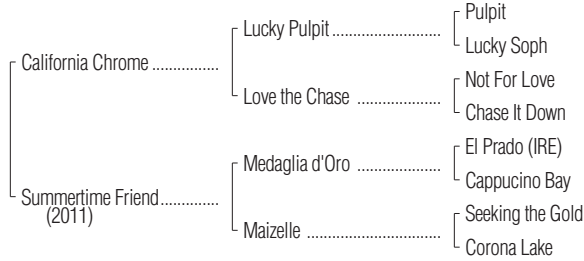 Pulpit
Lucky Pulpit......................
Lucky Soph
California Chrome ...............
Not For Love
Love the Chase ...................
Chase It Down
El Prado (IRE)
Medaglia d'Oro ...................
Cappucino Bay
Summertime Friend.............
(2011)
Seeking the Gold
Maizelle ..............................
Corona Lake